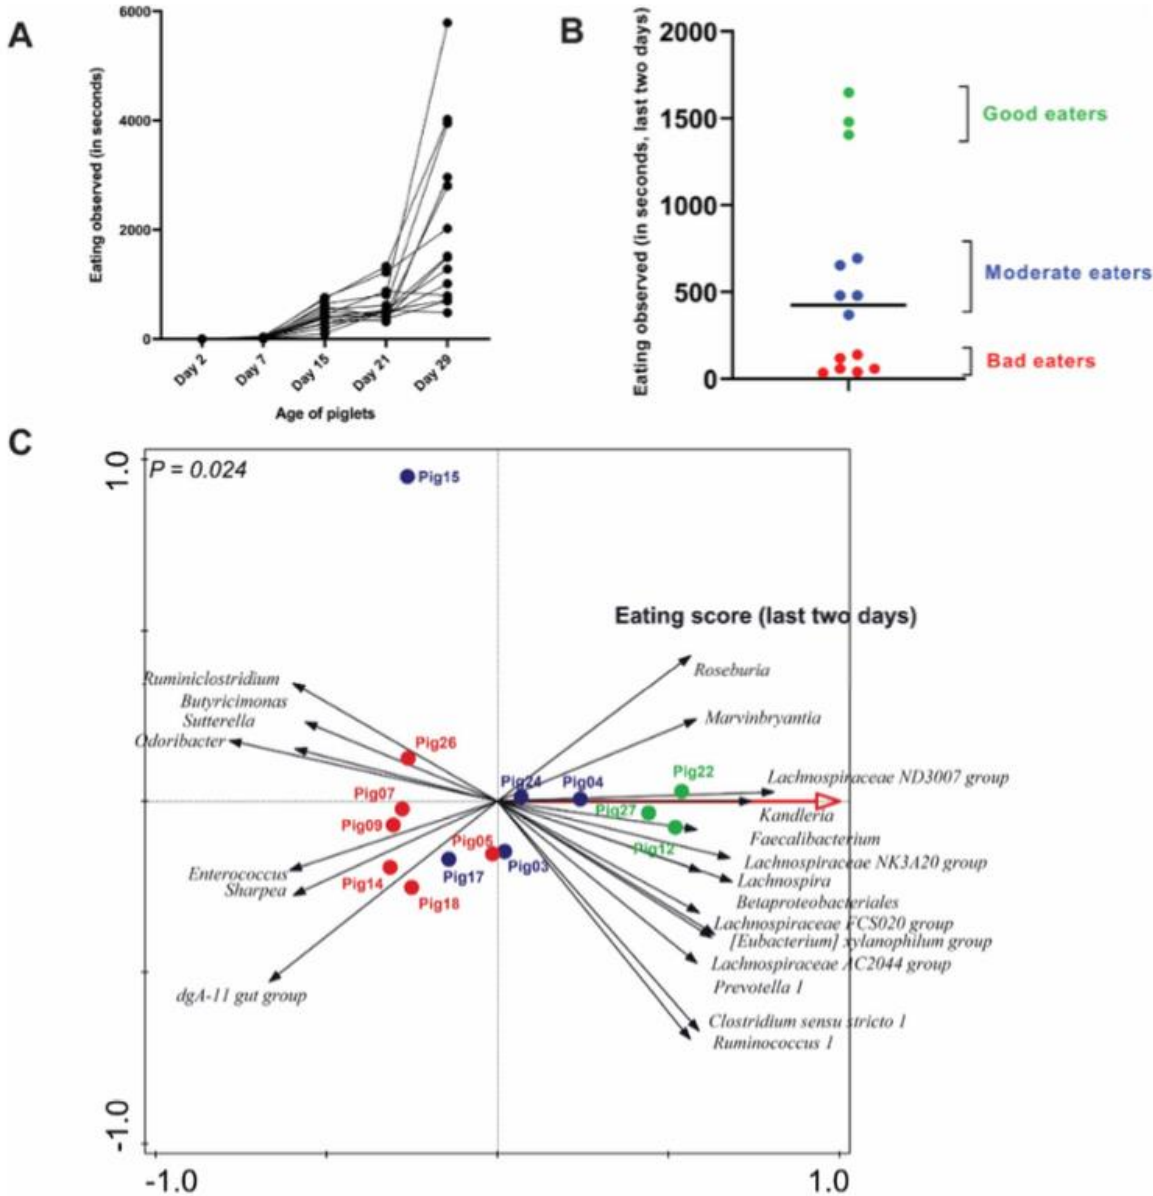 A
Eating observed (in seconds)
6000
4000
2000
0
Day 2
Day 7
Day 15
Day 21
Day 29
Age of piglets
B
Eating observed (in seconds, last two days)
2000
1500
1000
500
0
Good eaters
Moderate eaters
Bad eaters
C
1.0
P = 0.024
Pig15
Eating score (last two days)
Roseburia
Ruminiclostridium
Butyricimonas
Marvinbryantia
Sutterella
Odoribacter
Pig26
Pig22
Lachnospiraceae ND3007 group
Pig24
Pig04
Pig07
Pig27
Kandleria
Pig09
Pig05
Pig12
Faecalibacterium
Lachnospiraceae NK3A20 group
Pig03
Enterococcus
Pig17
Pig14
Lachnospira
Sharpea
Pig18
Betaproteobacteriales
Lachnospiraceae FCS020 group
[Eubacterium] xylanophilum group
Lachnospiraceae AC2044 group
Prevotella 1
dgA-11 gut group
Clostridium sensu stricto 1
Ruminococcus 1
-1.0
-1.0
1.0